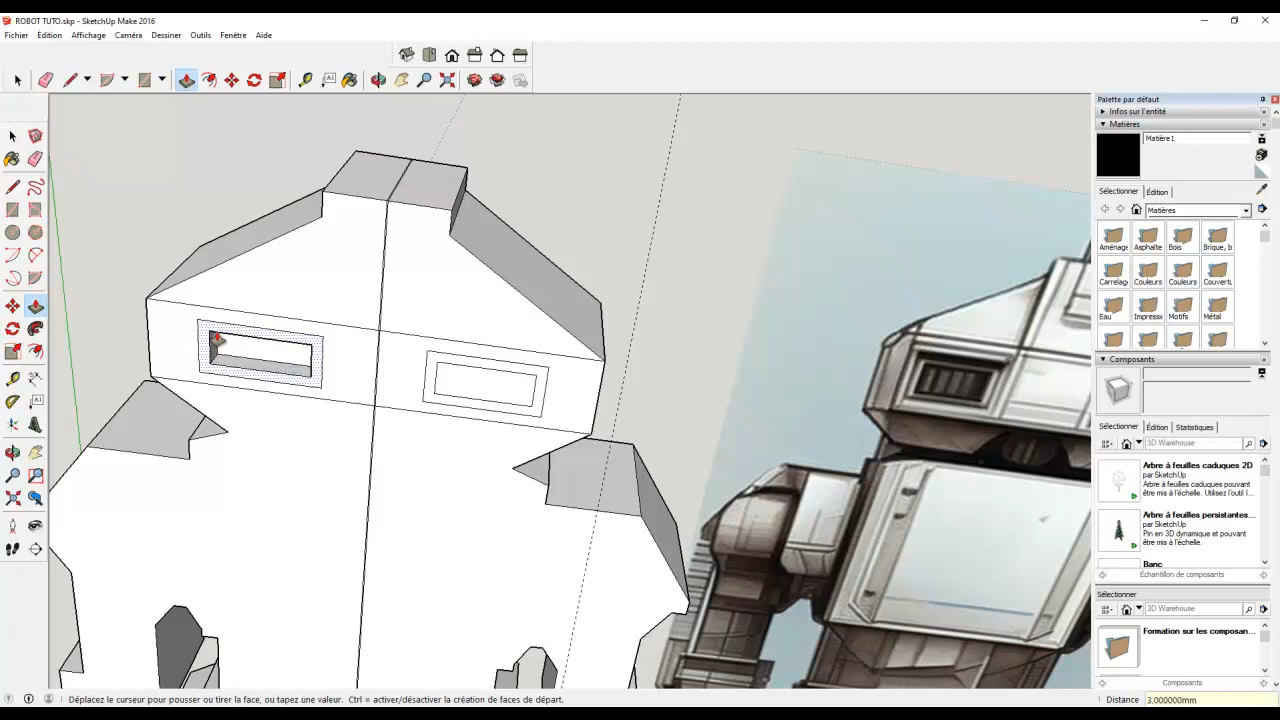 ROBOT TUTO.skp - SketchUp Make 2016
Fichier Édition Affichage Caméra Dessiner Outils Fenêtre Aide
Palette par défaut
Infos sur l'entité
Matières
Matière1
Sélectionner Édition
Matières
Aménage Asphalte Bois Brique, b
Carrelag Couleurs Couleurs Couvertu
Eau Impressi Motifs Métal
Composants
Sélectionner Édition Statistiques
3D Warehouse
Arbre à feuilles caduques 2D
par SketchUp
Arbre à feuilles caduques pouvant
être mis à l'échelle. Utilisez l'outil l...
Arbre à feuilles persistantes...
par SketchUp
Pin en 3D dynamique et pouvant
être mis à l'échelle.
Banc
Échantillon de composants
Sélectionner
3D Warehouse
Formation sur les composan...
Composants
Déplacez le curseur pour pousser ou tirer la face, ou tapez une valeur. Ctrl = activer/désactiver la création de faces de départ.
Distance 3,000000mm